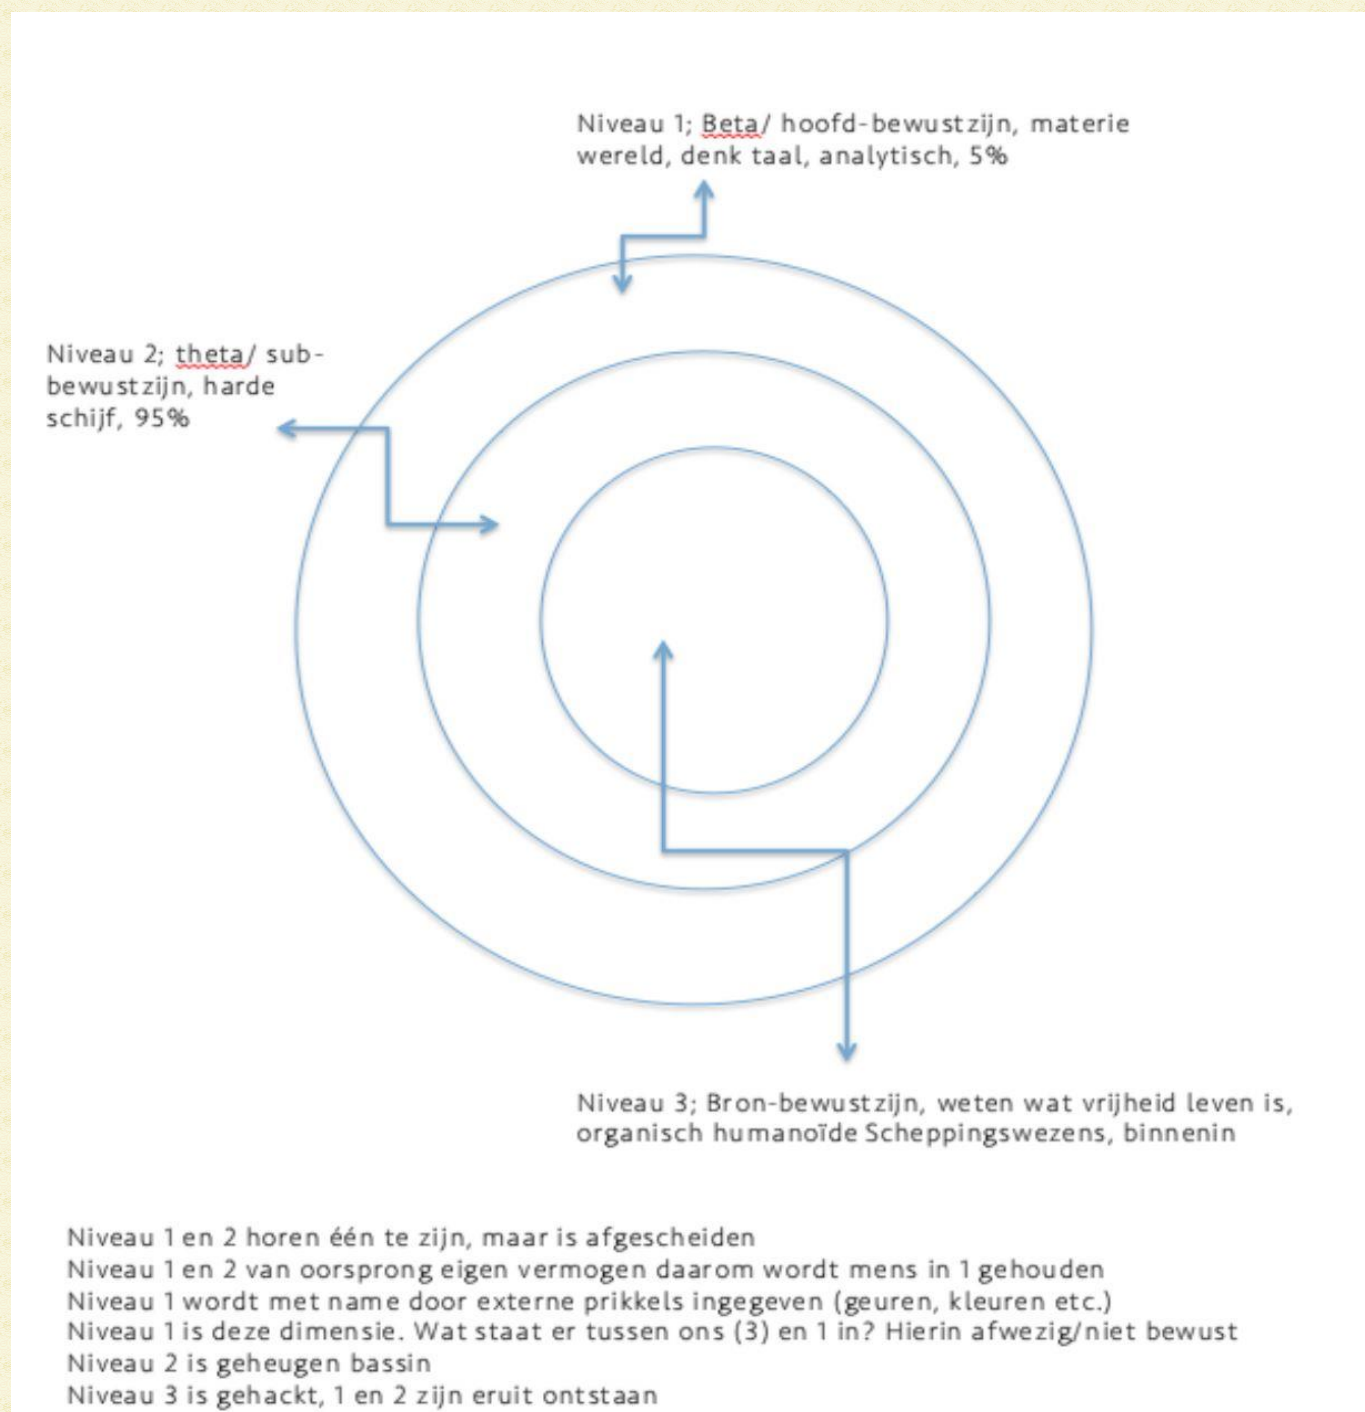 Niveau 1; Beta/ hoofd-bewustzijn, materie
wereld, denk taal, analytisch, 5%
Niveau 2; theta/ sub-
bewustzijn, harde
schijf, 95%
Niveau 3; Bron-bewustzijn, weten wat vrijheid leven is,
organisch humanoïde Scheppingswezens, binnenin
Niveau 1 en 2 horen één te zijn, maar is afgescheiden
Niveau 1 en 2 van oorsprong eigen vermogen daarom wordt mens in 1 gehouden
Niveau 1 wordt met name door externe prikkels ingegeven (geuren, kleuren etc.)
Niveau 1 is deze dimensie. Wat staat er tussen ons (3) en 1 in? Hierin afwezig/niet bewust
Niveau 2 is geheugen bassin
Niveau 3 is gehackt, 1 en 2 zijn eruit ontstaan